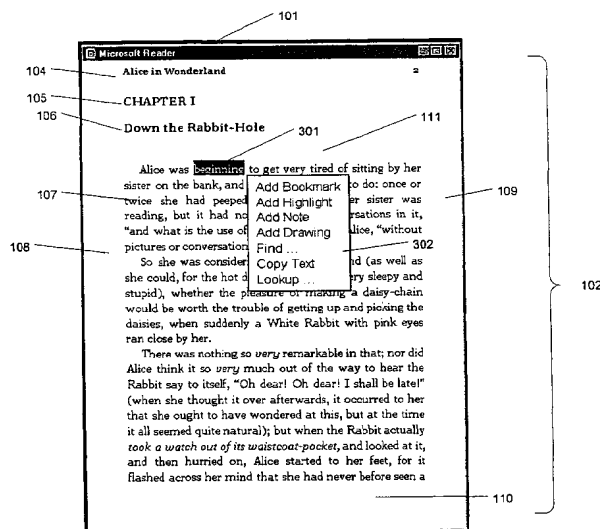 101
Microsoft Reader
104 Alice in Wonderland 2
105 CHAPTER I
106 Down the Rabbit-Hole
301 111
Alice was beginning to get very tired of sitting by her
sister on the bank, and to do: once or
107 twice she had peeped er sister was 109
reading, but it had no rsations in it,
"and what is the use of lice, "without
108 pictures or conversation
Add Bookmark
Add Highlight
Add Note
Add Drawing
Find ...
Copy Text
Lookup ...
302
So she was consider nd (as well as
she could, for the hot d ery sleepy and
stupid), whether the pleasure of making a daisy-chain
would be worth the trouble of getting up and picking the
daisies, when suddenly a White Rabbit with pink eyes
ran close by her.
102
There was nothing so very remarkable in that; nor did
Alice think it so very much out of the way to hear the
Rabbit say to itself, "Oh dear! Oh dear! I shall be late!"
(when she thought it over afterwards, it occurred to her
that she ought to have wondered at this, but at the time
it all seemed quite natural); but when the Rabbit actually
took a watch out of its waistcoat-pocket, and looked at it,
and then hurried on, Alice started to her feet, for it
flashed across her mind that she had never before seen a
110